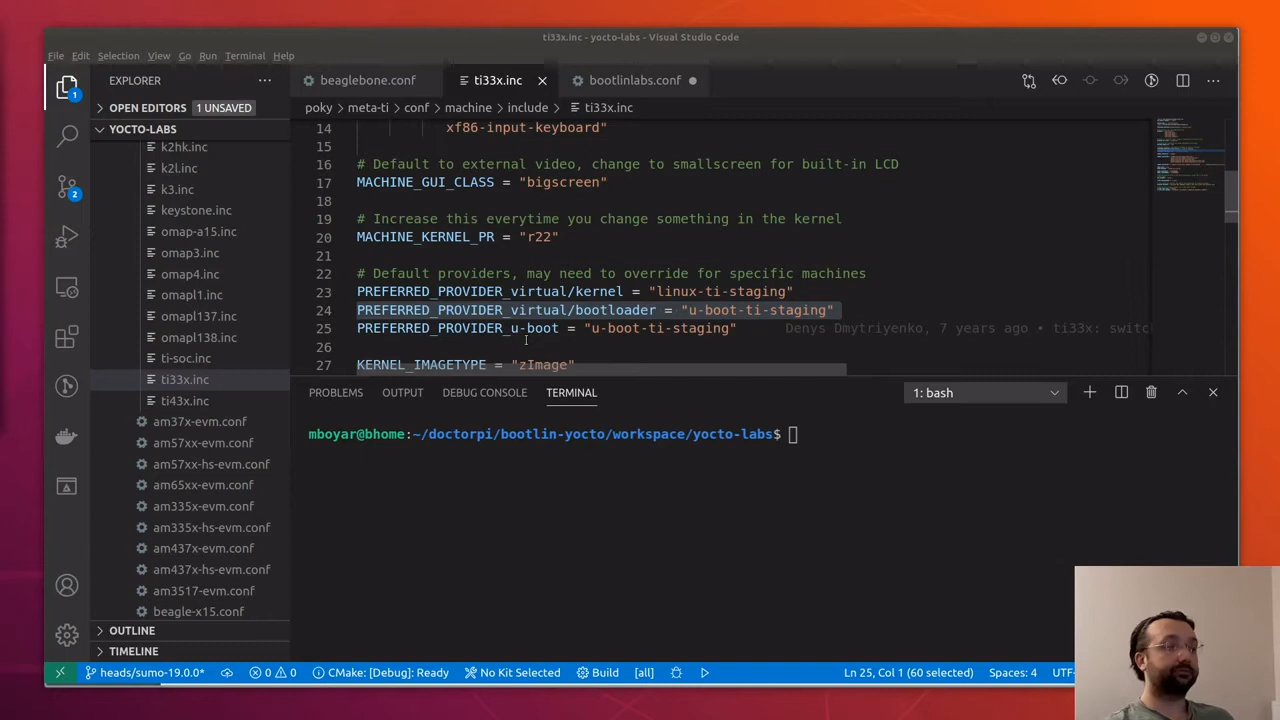 ti33x.inc - yocto-labs - Visual Studio Code
File Edit Selection View Go Run Terminal Help
EXPLORER
beaglebone.conf
ti33x.inc
bootlinlabs.conf
OPEN EDITORS 1 UNSAVED
poky > meta-ti > conf > machine > include > ti33x.inc
YOCTO-LABS
k2hk.inc
k2l.inc
k3.inc
keystone.inc
omap-a15.inc
omap3.inc
omap4.inc
omapl1.inc
omapl137.inc
omapl138.inc
ti-soc.inc
ti33x.inc
ti43x.inc
am37x-evm.conf
am57xx-evm.conf
am57xx-hs-evm.conf
am65xx-evm.conf
am335x-evm.conf
am335x-hs-evm.conf
am437x-evm.conf
am437x-hs-evm.conf
am3517-evm.conf
beagle-x15.conf
OUTLINE
TIMELINE
1
2
14 xf86-input-keyboard"
15
16 # Default to external video, change to smallscreen for built-in LCD
17 MACHINE_GUI_CLASS = "bigscreen"
18
19 # Increase this everytime you change something in the kernel
20 MACHINE_KERNEL_PR = "r22"
21
22 # Default providers, may need to override for specific machines
23 PREFERRED_PROVIDER_virtual/kernel = "linux-ti-staging"
24 PREFERRED_PROVIDER_virtual/bootloader = "u-boot-ti-staging"
25 PREFERRED_PROVIDER_u-boot = "u-boot-ti-staging" Denys Dmytriyenko, 7 years ago • ti33x: switc
26
27 KERNEL_IMAGETYPE = "zImage"
PROBLEMS OUTPUT DEBUG CONSOLE TERMINAL 1: bash
mboyar@bhome:~/doctorpi/bootlin-yocto/workspace/yocto-labs$
heads/sumo-19.0.0* 0 0 CMake: [Debug]: Ready No Kit Selected Build [all] Ln 25, Col 1 (60 selected) Spaces: 4 UTF-